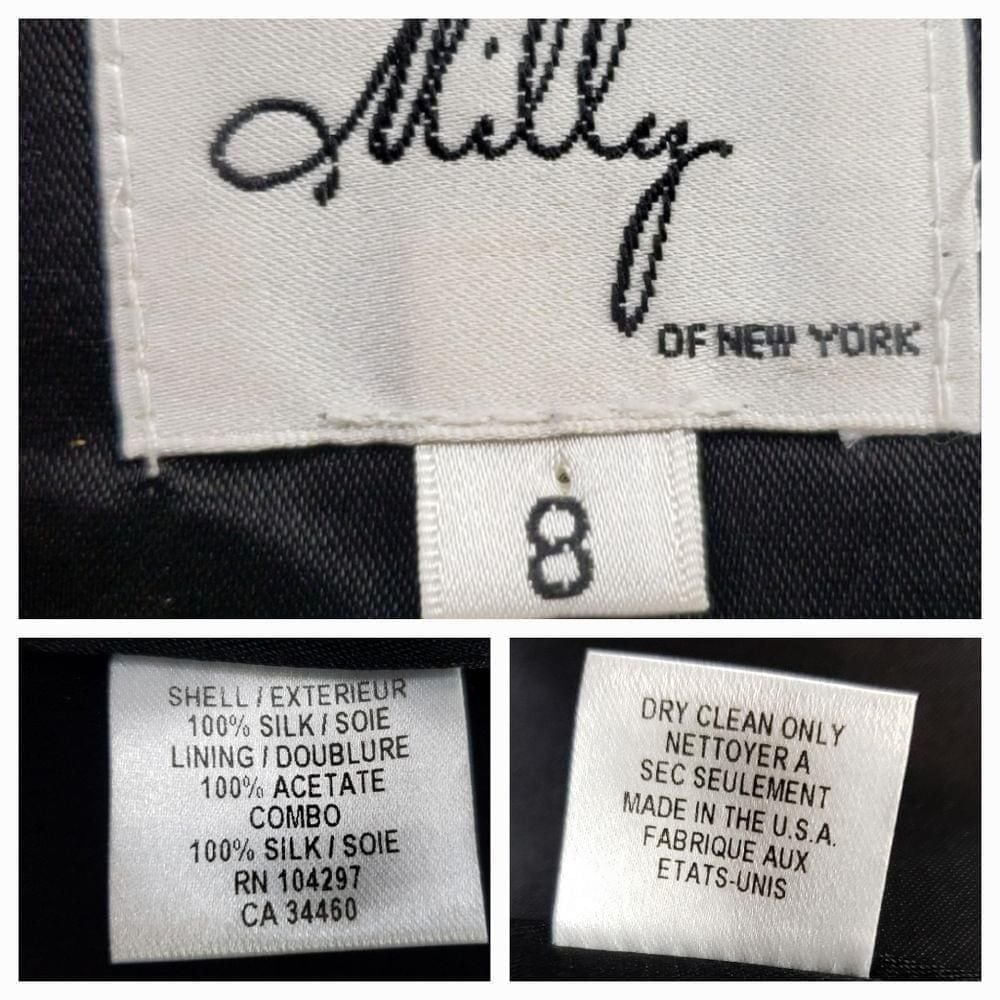 Milly
OF NEW YORK
8
SHELL / EXTERIEUR
100% SILK / SOIE
LINING / DOUBLURE
100% ACETATE
COMBO
100% SILK / SOIE
RN 104297
CA 34460
DRY CLEAN ONLY
NETTOYER A
SEC SEULEMENT
MADE IN THE U.S.A.
FABRIQUE AUX
ETATS-UNIS